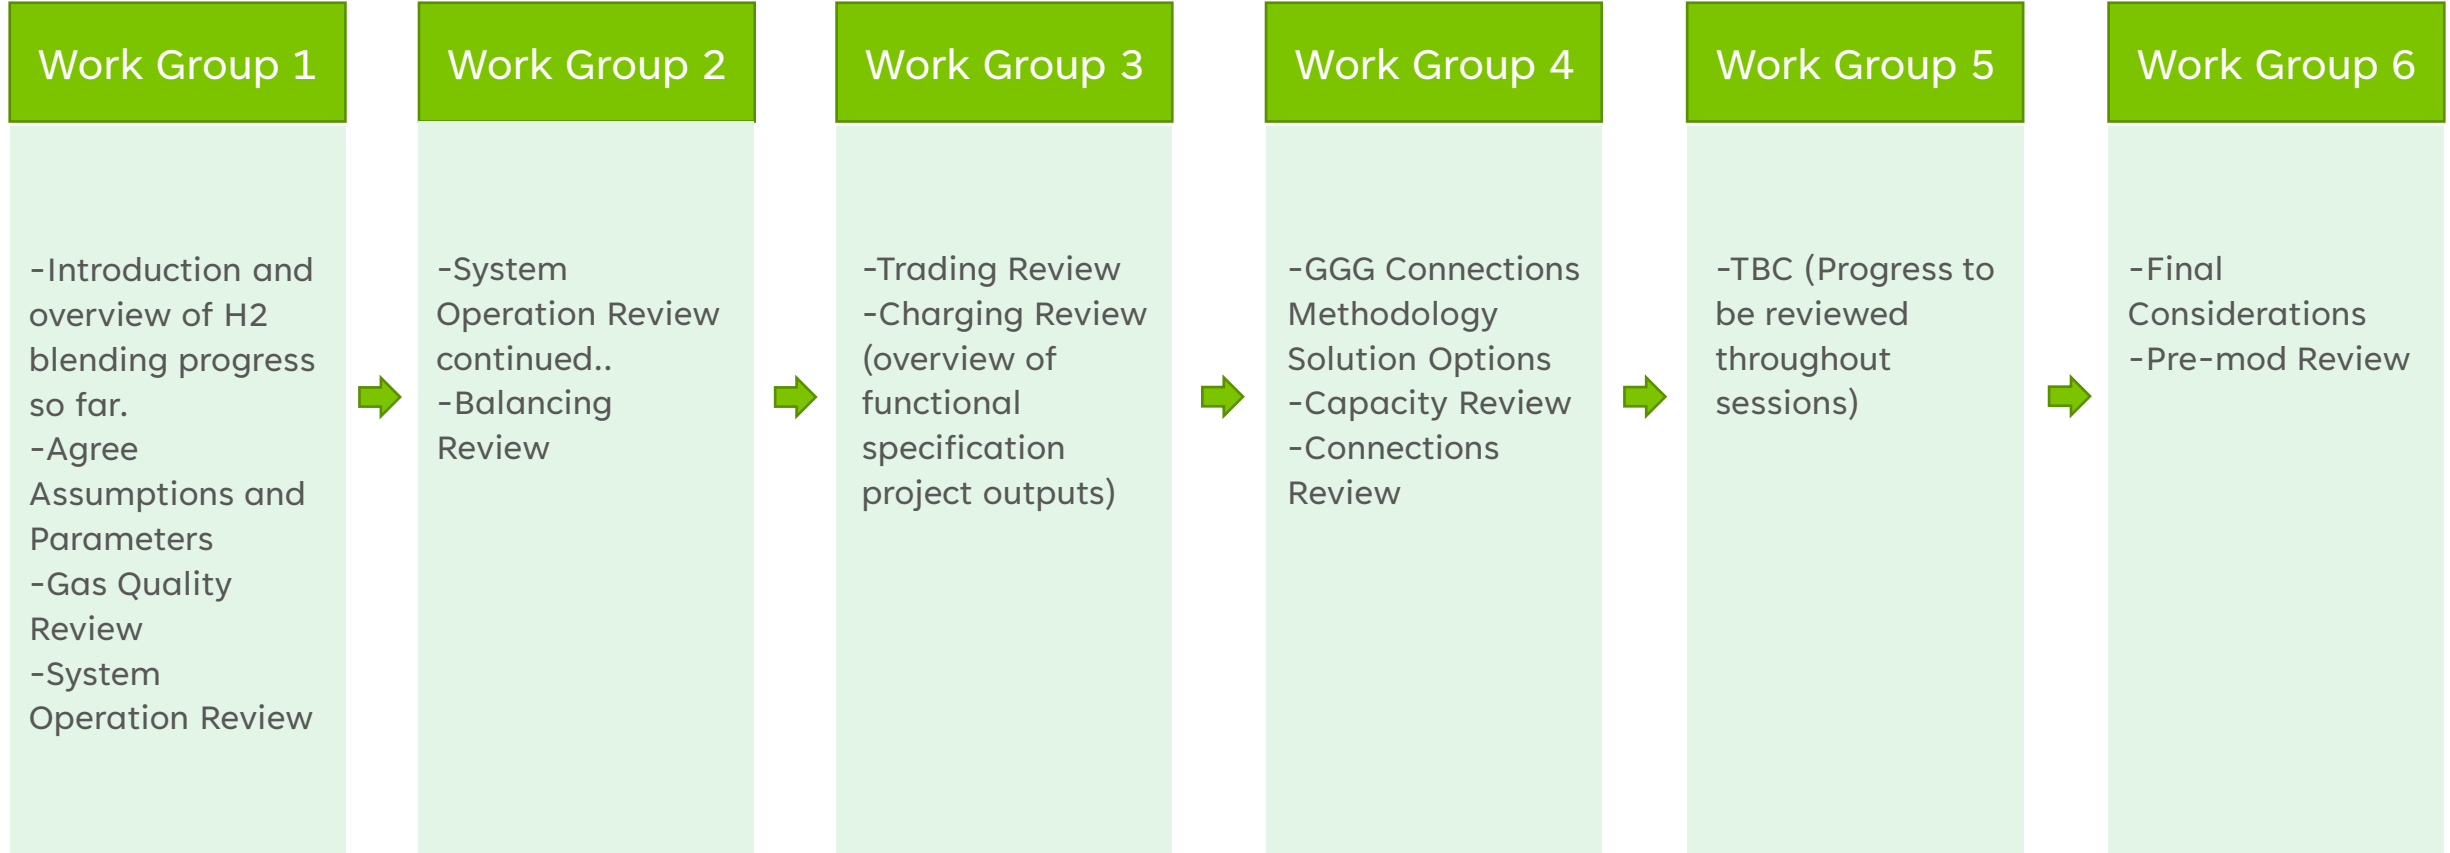 Work Group 1
-Introduction and
overview of H2
blending progress
so far.
-Agree
Assumptions and
Parameters
-Gas Quality
Review
-System
Operation Review
Work Group 2
-System
Operation Review
continued..
-Balancing
Review
Work Group 3
-Trading Review
-Charging Review
(overview of
functional
specification
project outputs)
Work Group 4
-GGG Connections
Methodology
Solution Options
-Capacity Review
-Connections
Review
Work Group 5
-TBC (Progress to
be reviewed
throughout
sessions)
Work Group 6
-Final
Considerations
-Pre-mod Review